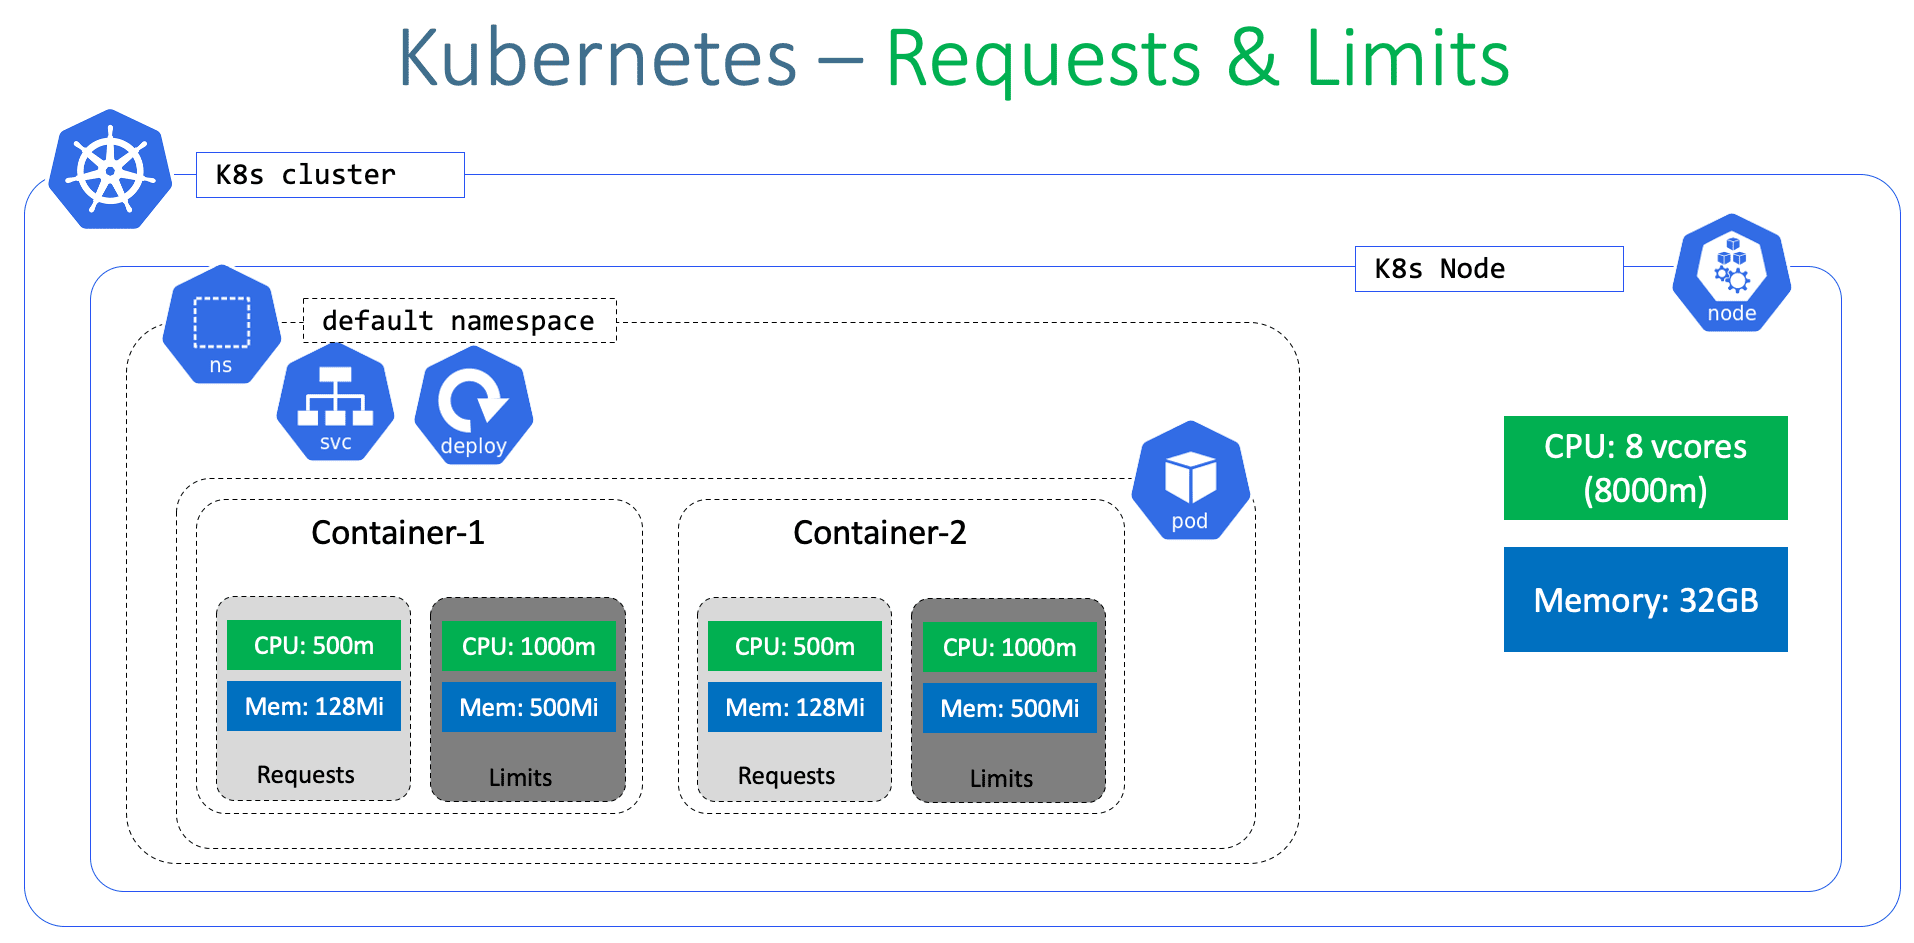 Kubernetes – Requests & Limits
K8s cluster
K8s Node
node
default namespace
ns
svc
deploy
pod
Container-1
CPU: 500m
Mem: 128Mi
Requests
CPU: 1000m
Mem: 500Mi
Limits
Container-2
CPU: 500m
Mem: 128Mi
Requests
CPU: 1000m
Mem: 500Mi
Limits
CPU: 8 vcores
(8000m)
Memory: 32GB